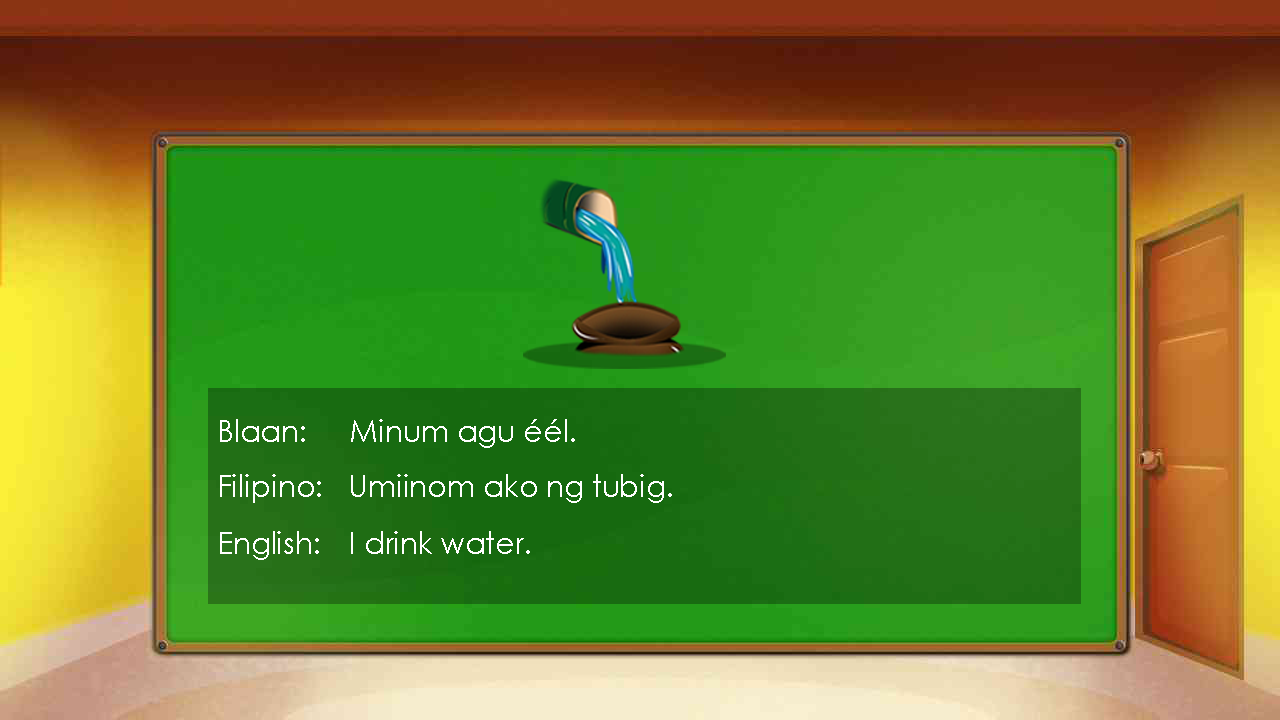 Blaan: Minum agu éél.
Filipino: Umiinom ako ng tubig.
English: I drink water.